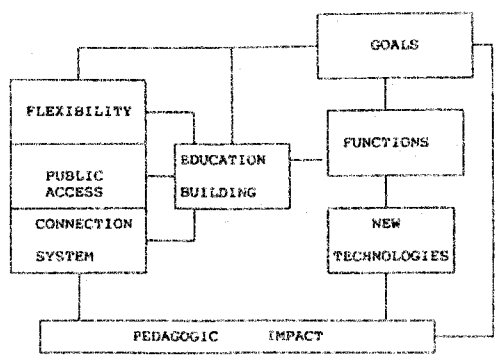 GOALS
FLEXIBILITY
FUNCTIONS
EDUCATION
BUILDING
PUBLIC
ACCESS
CONNECTION
SYSTEM
NEW
TECHNOLOGIES
PEDAGOGIC IMPACT